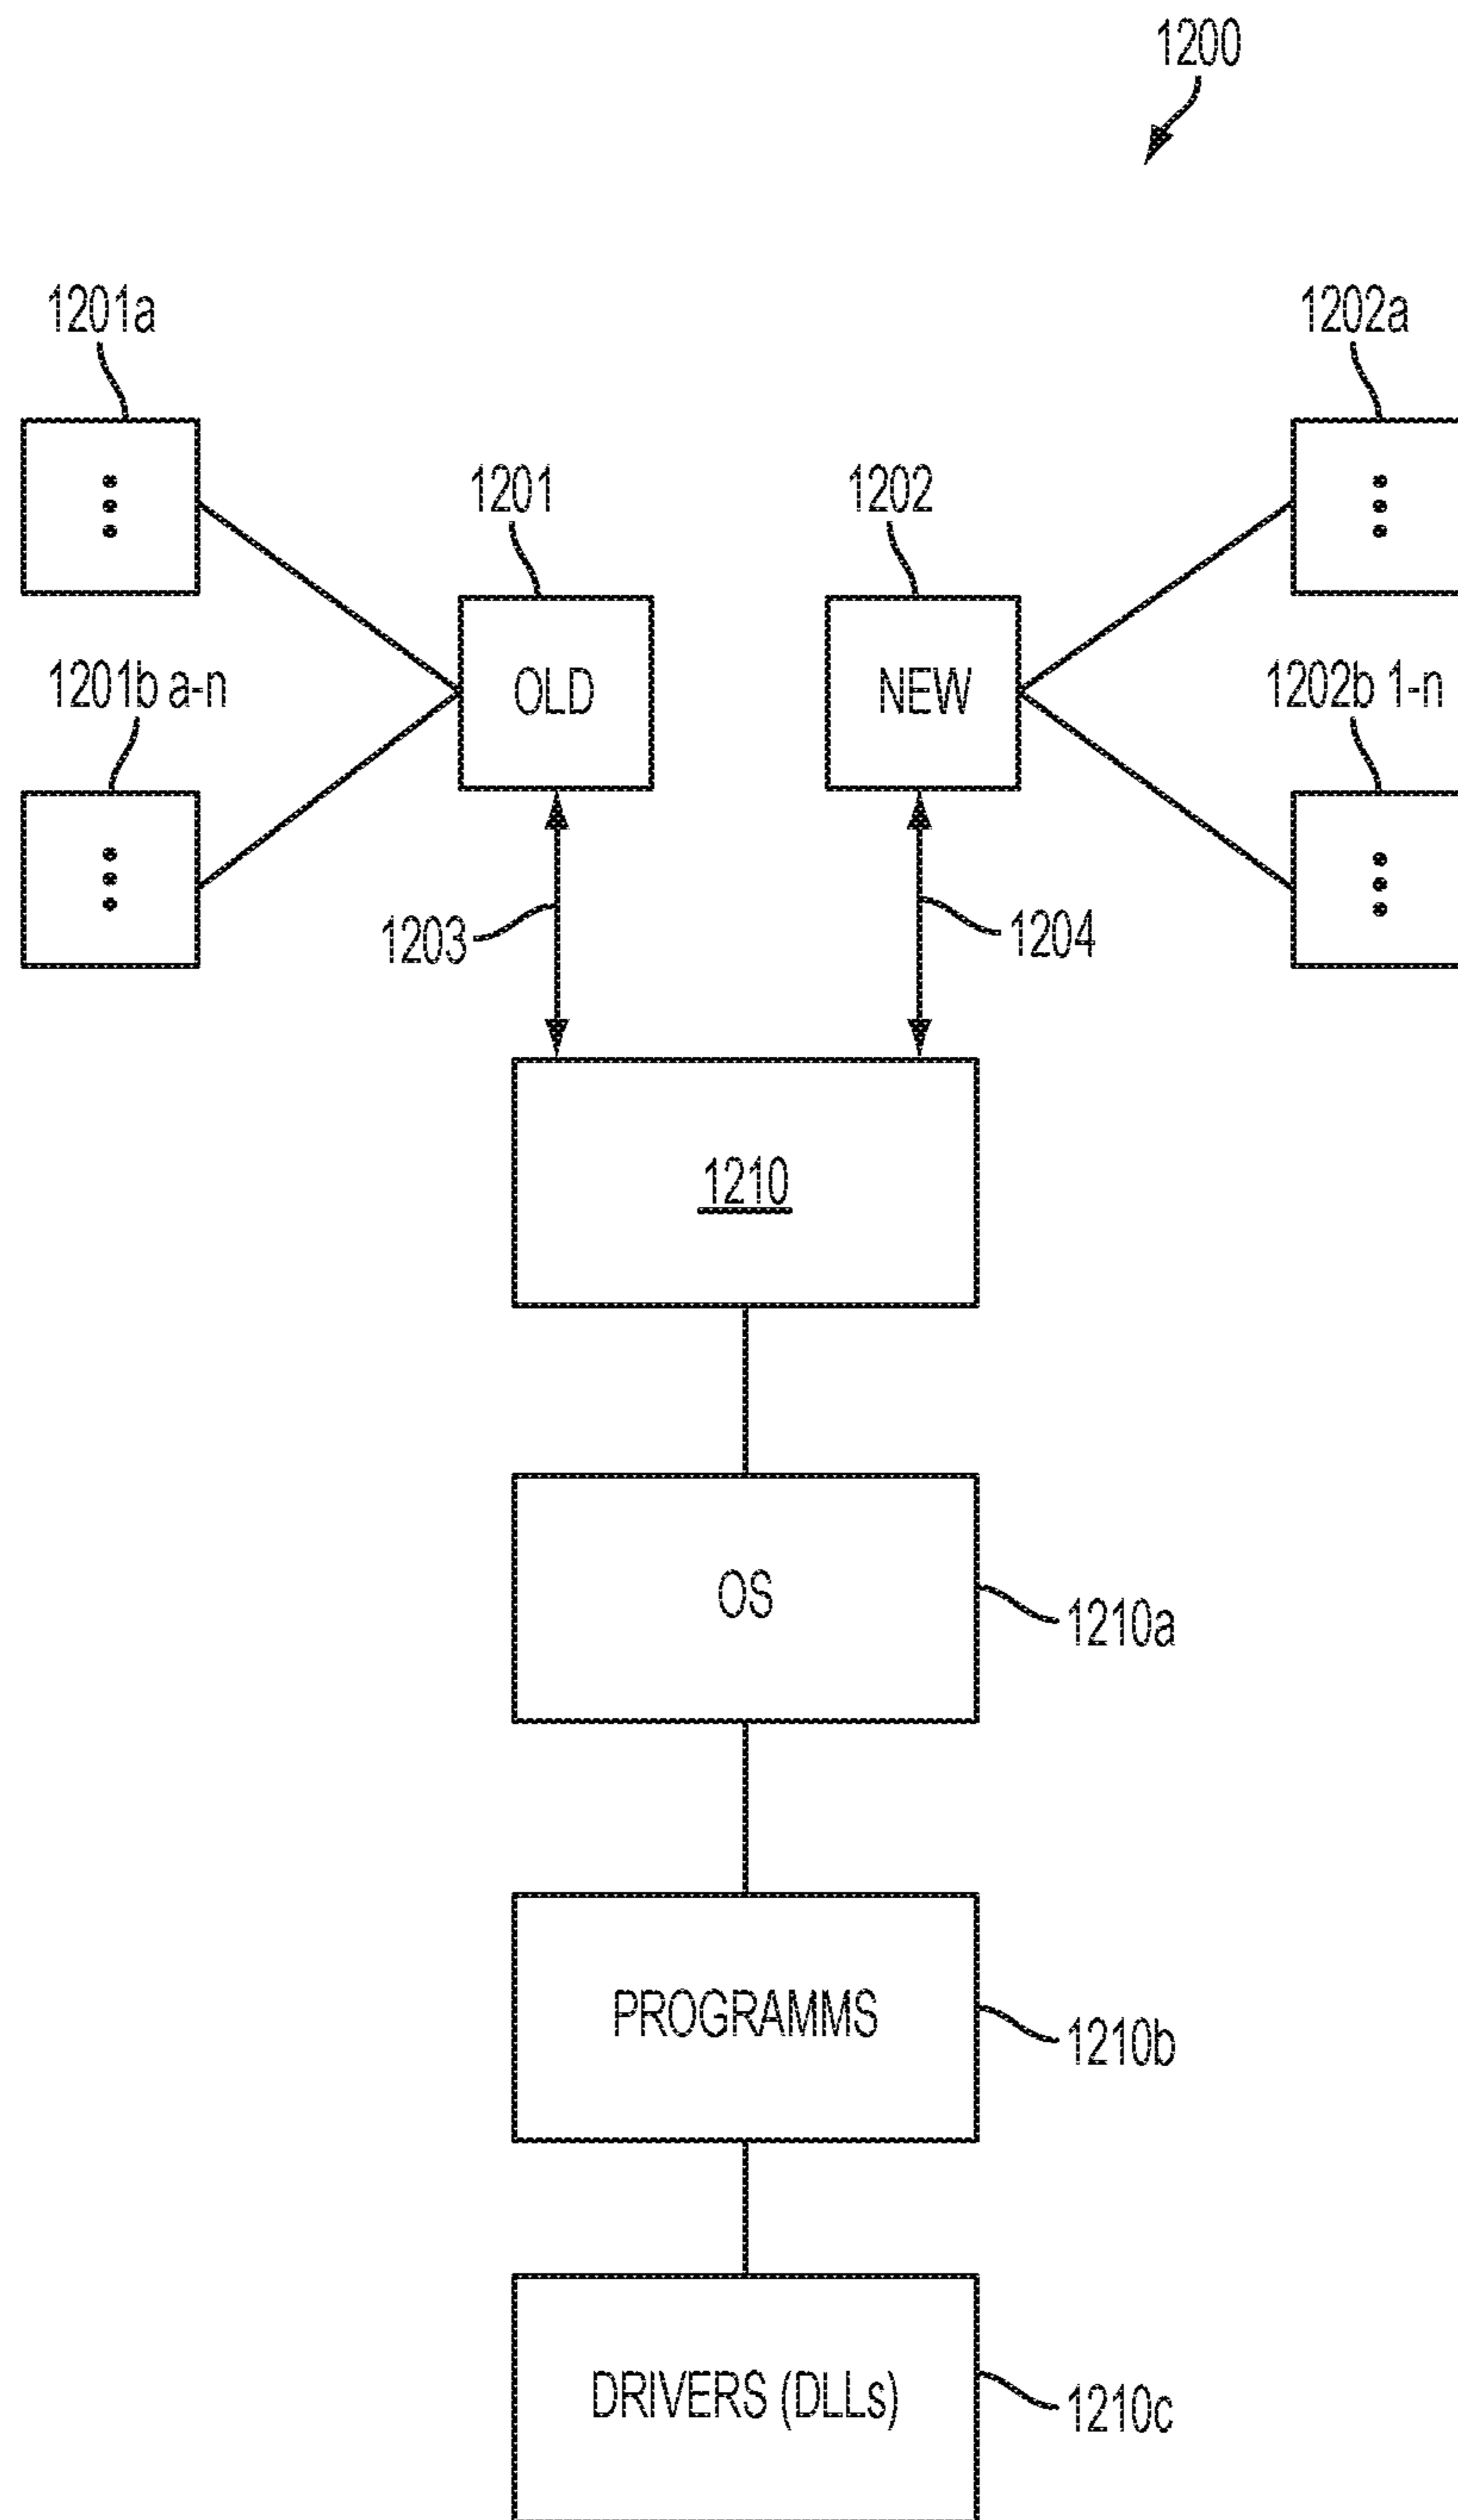 1200
1201a
1202a
1201
1202
1201b a-n
OLD
NEW
1202b 1-n
1203
1204
1210
OS
1210a
PROGRAMMS
1210b
DRIVERS (DLLs)
1210c